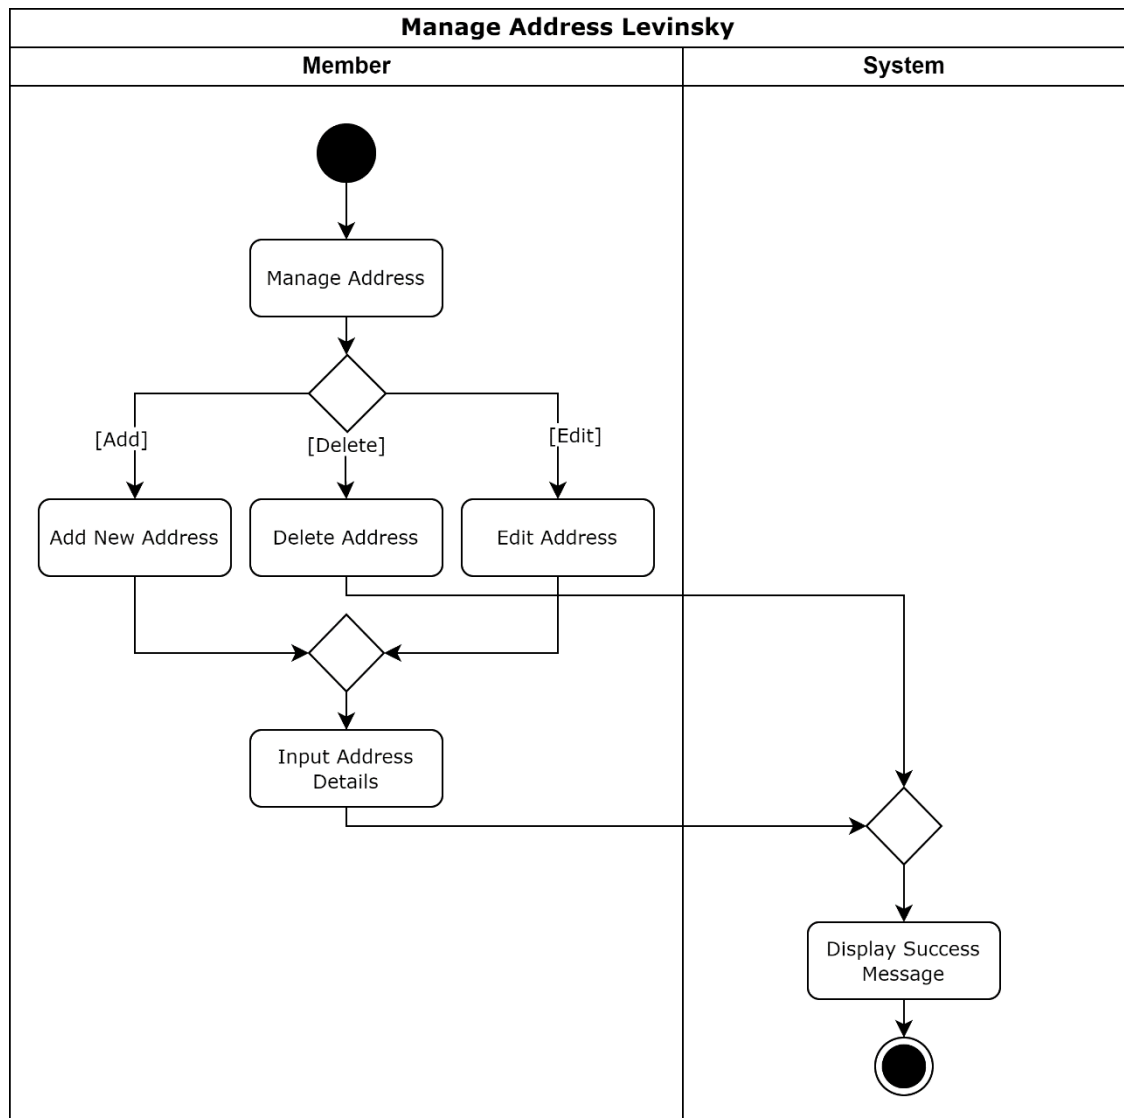 Manage Address Levinsky
Member
System
Manage Address
[Add]
[Delete]
[Edit]
Add New Address
Delete Address
Edit Address
Input Address
Details
Display Success
Message